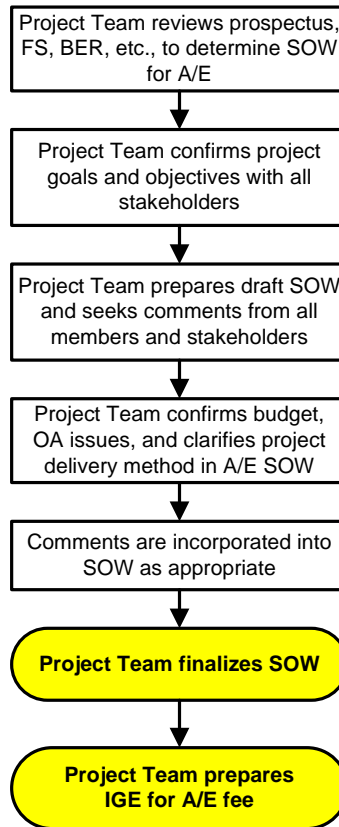 Project Team reviews prospectus,
FS, BER, etc., to determine SOW
for A/E
Project Team confirms project
goals and objectives with all
stakeholders
Project Team prepares draft SOW
and seeks comments from all
members and stakeholders
Project Team confirms budget,
OA issues, and clarifies project
delivery method in A/E SOW
Comments are incorporated into
SOW as appropriate
Project Team finalizes SOW
Project Team prepares
IGE for A/E fee